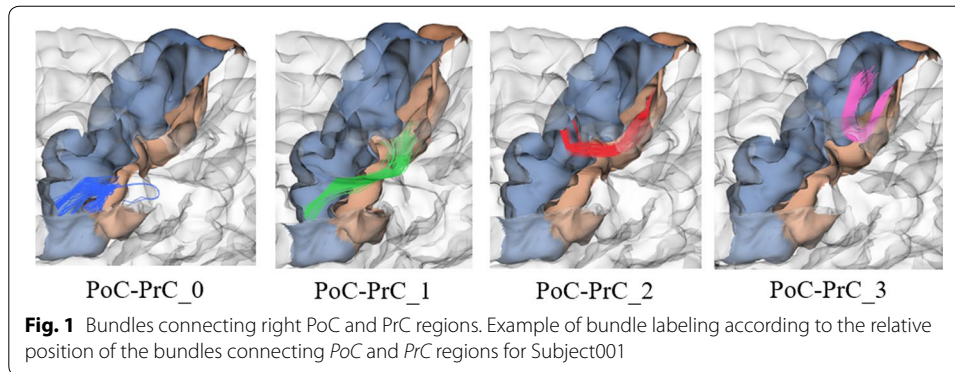 PoC-PrC_0 PoC-PrC_1 PoC-PrC_2 PoC-PrC_3
Fig. 1 Bundles connecting right PoC and PrC regions. Example of bundle labeling according to the relative
position of the bundles connecting PoC and PrC regions for Subject001